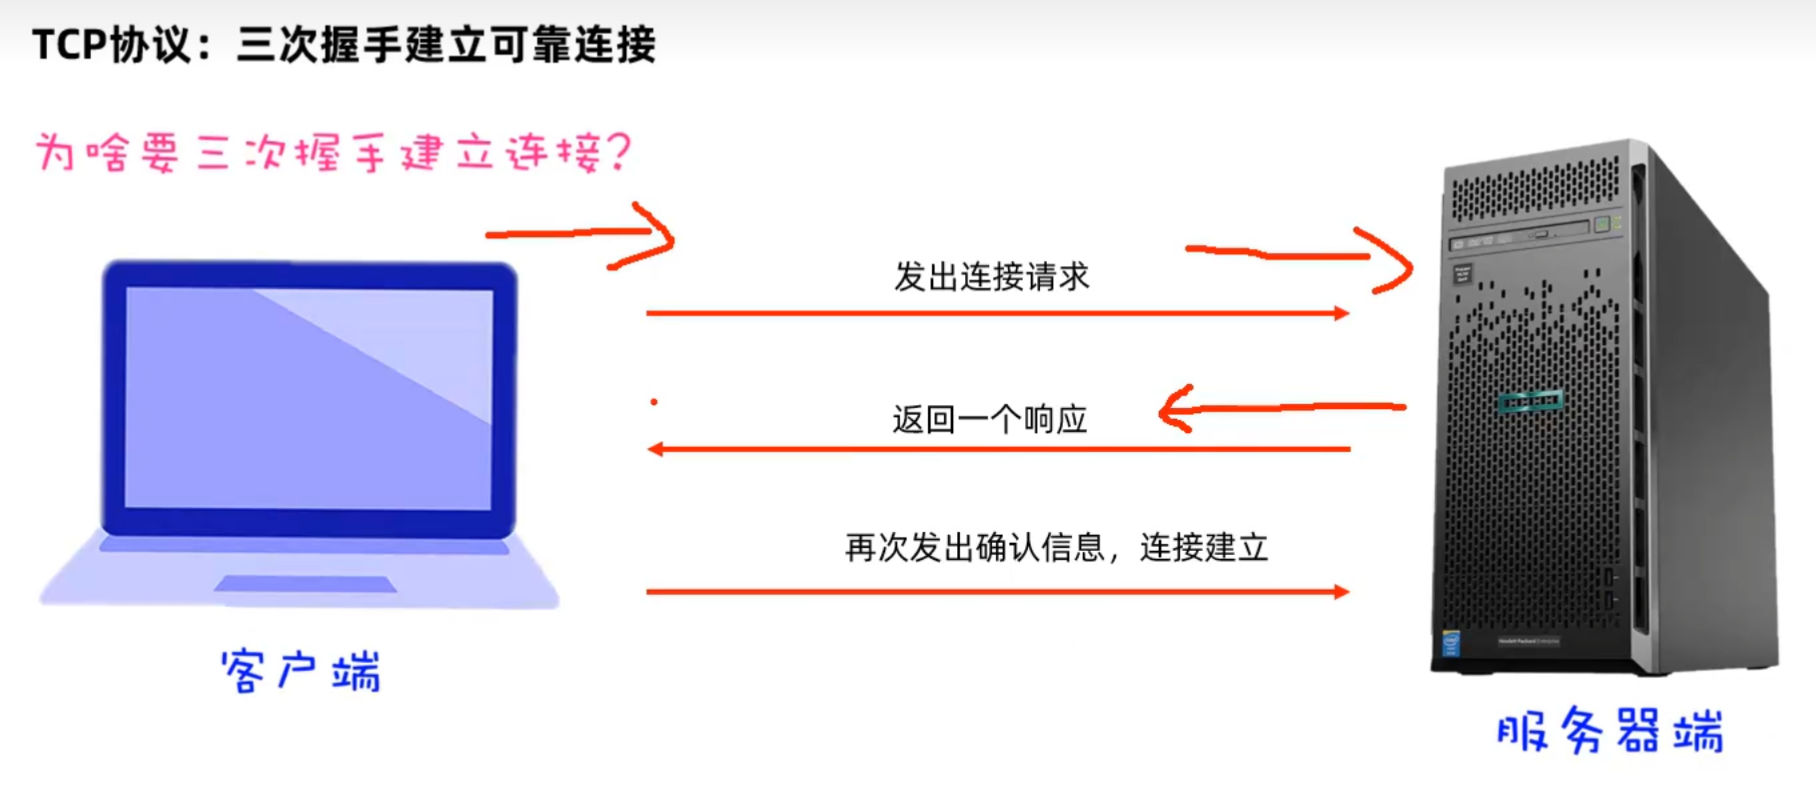 TCP协议：三次握手建立可靠连接
为啥要三次握手建立连接？
发出连接请求
返回一个响应
再次发出确认信息，连接建立
客户端
服务器端